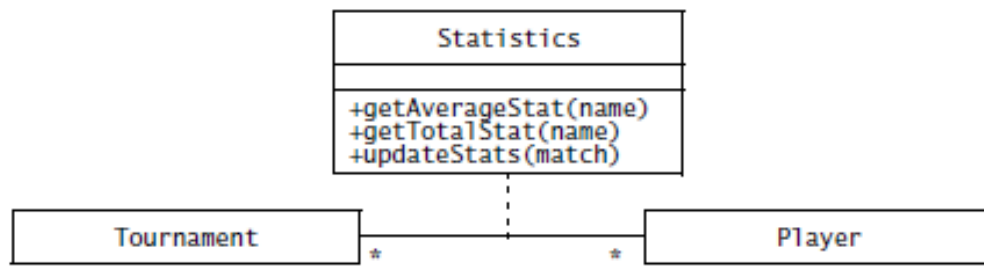 Statistics
+getAverageStat(name)
+getTotalStat(name)
+updateStats(match)
Tournament
*
*
Player